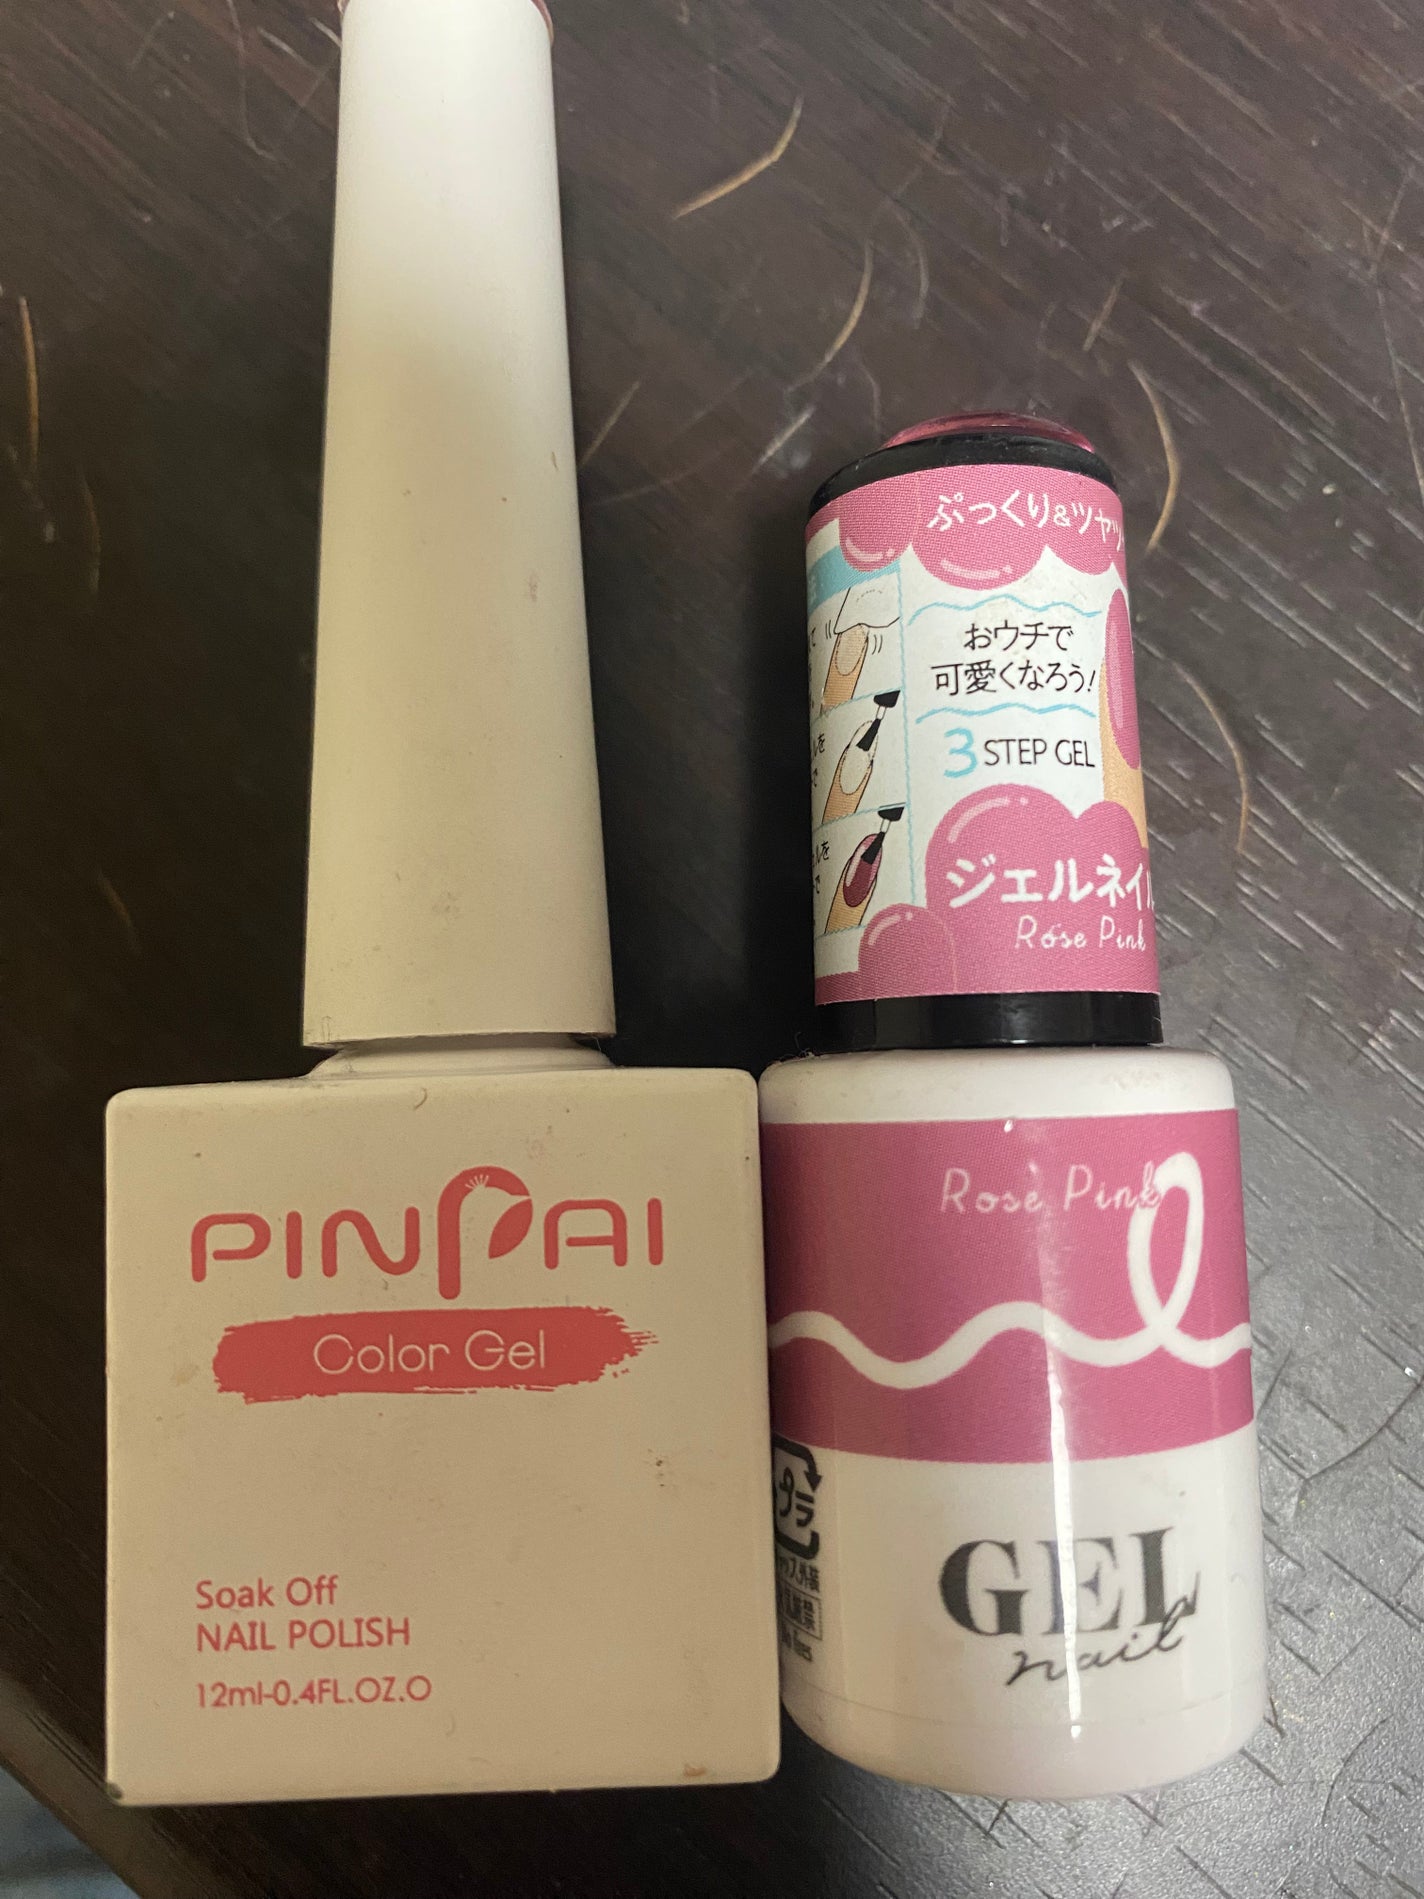 PINPAI
Color Gel
Soak Off
NAIL POLISH
12ml-0.4FL.OZ.O
ぷっくり&ツヤッ
おウチで
可愛くなろう!
3 STEP GEL
ジェルネイル
Rose Pink
Rose Pink
プラ
GEL
nail